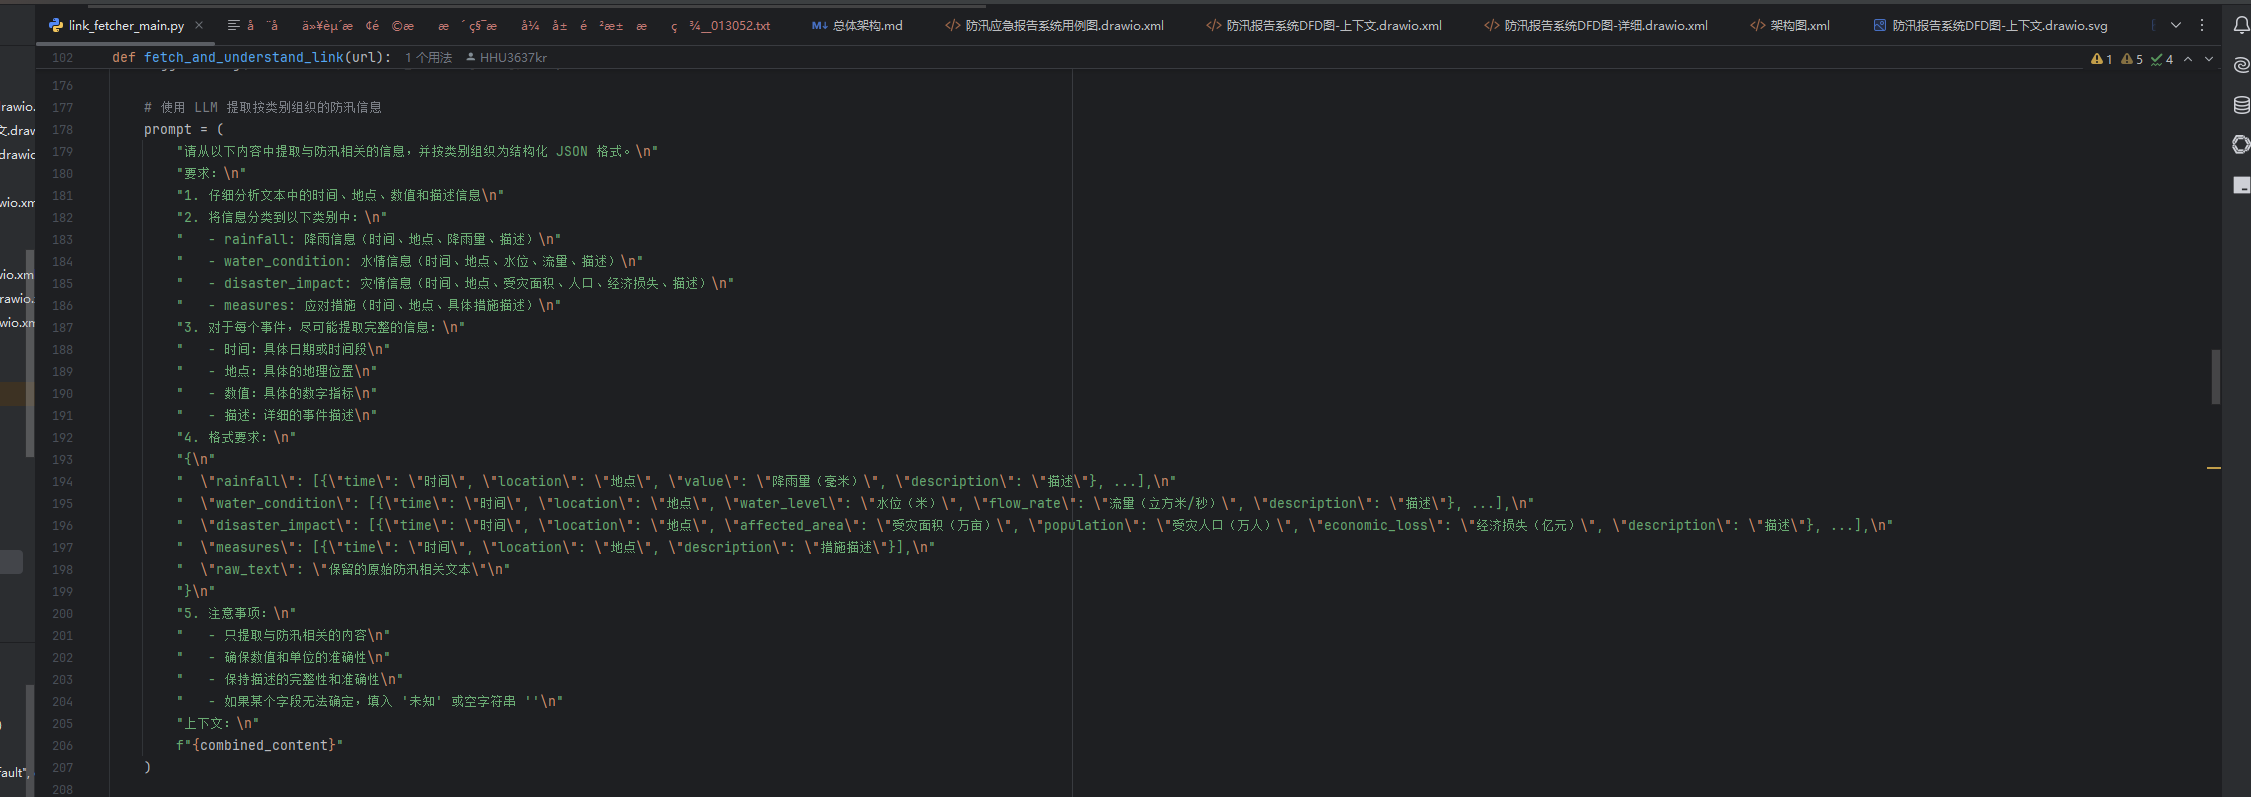 link_fetcher_main.py
å ¨å ä»¥èµ´æ ¢é ©æ æ ´ç§¯æ å¼ å± é ²æ± æ ç ¾__013052.txt
总体架构.md
防汛应急报告系统用例图.drawio.xml
防汛报告系统DFD图-上下文.drawio.xml
防汛报告系统DFD图-详细.drawio.xml
架构图.xml
防汛报告系统DFD图-上下文.drawio.svg
102 def fetch_and_understand_link(url): 1 个用法 HHU3637kr
1 5 4
176
177 # 使用 LLM 提取按类别组织的防汛信息
178 prompt = (
179 "请从以下内容中提取与防汛相关的信息，并按类别组织为结构化 JSON 格式。\n"
180 "要求：\n"
181 "1. 仔细分析文本中的时间、地点、数值和描述信息\n"
182 "2. 将信息分类到以下类别中：\n"
183 "   - rainfall: 降雨信息（时间、地点、降雨量、描述）\n"
184 "   - water_condition: 水情信息（时间、地点、水位、流量、描述）\n"
185 "   - disaster_impact: 灾情信息（时间、地点、受灾面积、人口、经济损失、描述）\n"
186 "   - measures: 应对措施（时间、地点、具体措施描述）\n"
187 "3. 对于每个事件，尽可能提取完整的信息：\n"
188 "   - 时间：具体日期或时间段\n"
189 "   - 地点：具体的地理位置\n"
190 "   - 数值：具体的数字指标\n"
191 "   - 描述：详细的事件描述\n"
192 "4. 格式要求：\n"
193 "{\n"
194 "  \"rainfall\": [{\"time\": \"时间\", \"location\": \"地点\", \"value\": \"降雨量（毫米）\", \"description\": \"描述\"}, ...],\n"
195 "  \"water_condition\": [{\"time\": \"时间\", \"location\": \"地点\", \"water_level\": \"水位（米）\", \"flow_rate\": \"流量（立方米/秒）\", \"description\": \"描述\"}, ...],\n"
196 "  \"disaster_impact\": [{\"time\": \"时间\", \"location\": \"地点\", \"affected_area\": \"受灾面积（万亩）\", \"population\": \"受灾人口（万人）\", \"economic_loss\": \"经济损失（亿元）\", \"description\": \"描述\"}, ...],\n"
197 "  \"measures\": [{\"time\": \"时间\", \"location\": \"地点\", \"description\": \"措施描述\"}],\n"
198 "  \"raw_text\": \"保留的原始防汛相关文本\"\n"
199 "}\n"
200 "5. 注意事项：\n"
201 "   - 只提取与防汛相关的内容\n"
202 "   - 确保数值和单位的准确性\n"
203 "   - 保持描述的完整性和准确性\n"
204 "   - 如果某个字段无法确定，填入 '未知' 或空字符串 ''\n"
205 "上下文：\n"
206 f"{combined_content}"
207 )
208
rawio.
文.draw
drawio
wio.xm
wio.xm
rawio.
wio.xm
)
fault",